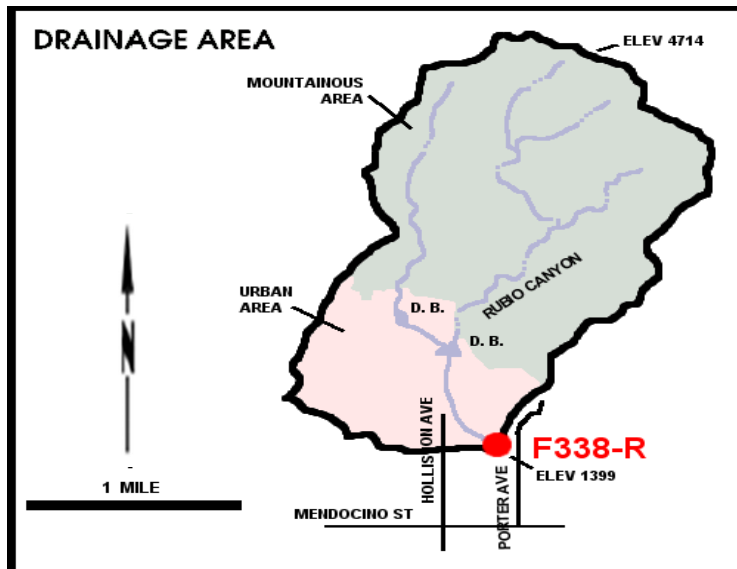 DRAINAGE AREA
ELEV 4714
MOUNTAINOUS
AREA
RUBIO CANYON
URBAN
AREA
D. B.
D. B.
N
HOLLISTON AVE
F338-R
ELEV 1399
PORTER AVE
1 MILE
MENDOCINO ST